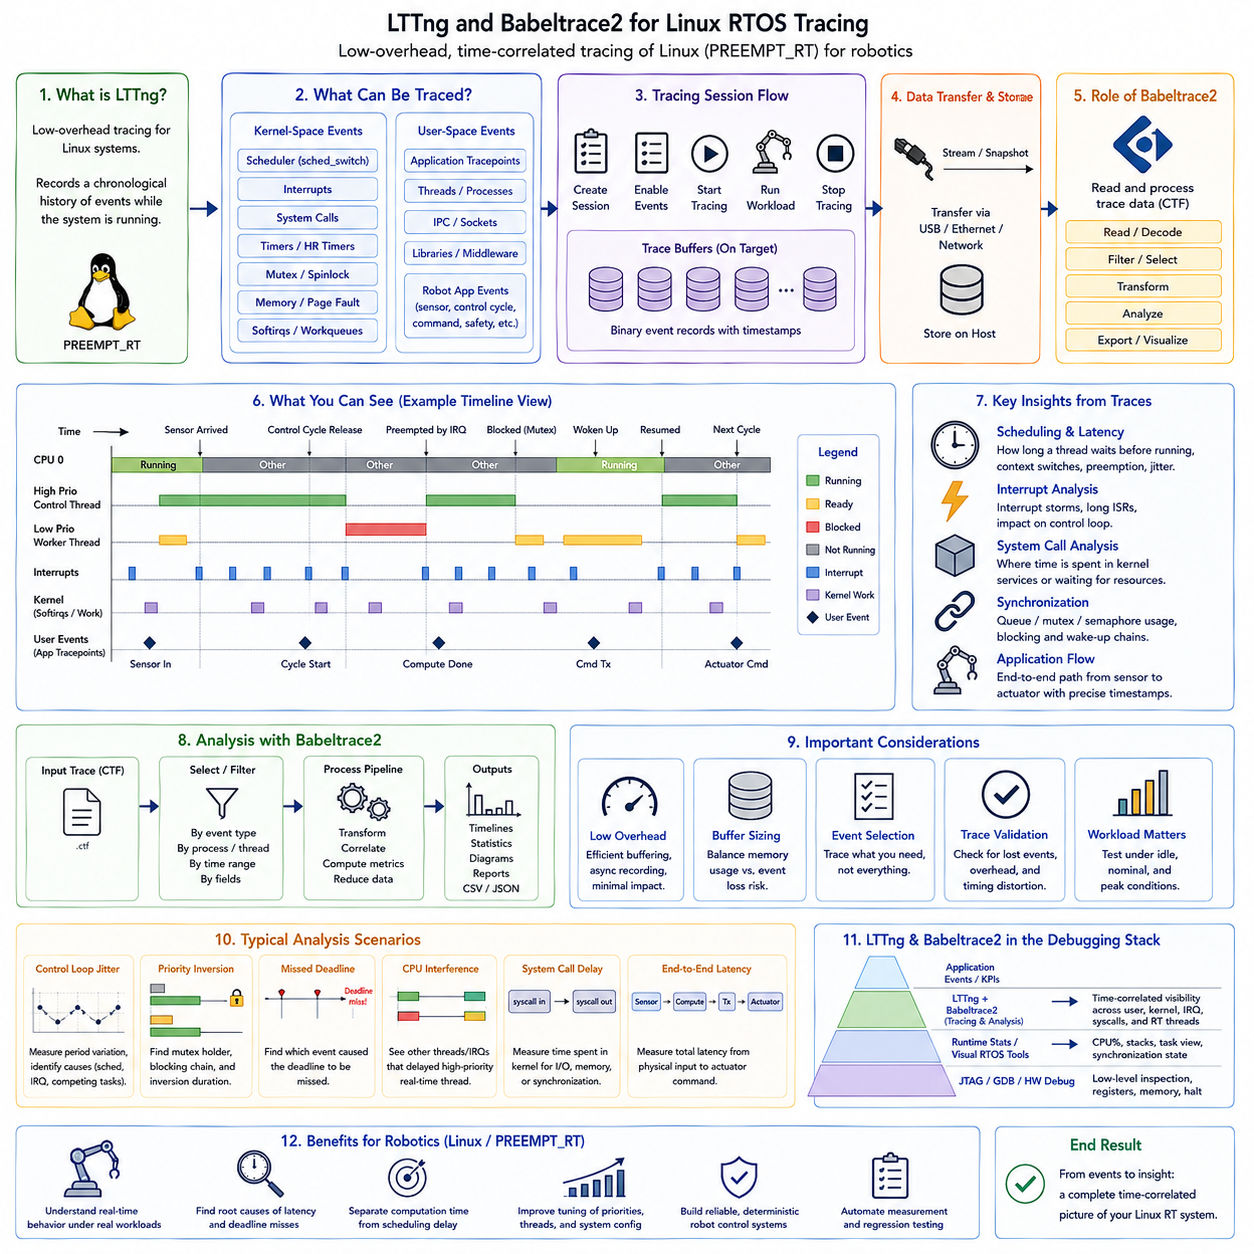 LTTng and Babeltrace2 for Linux RTOS Tracing
Low-overhead, time-correlated tracing of Linux (PREEMPT_RT) for robotics
1. What is LTTng?
Low-overhead tracing for
Linux systems.
Records a chronological
history of events while
the system is running.
PREEMPT_RT
2. What Can Be Traced?
Kernel-Space Events
Scheduler (sched_switch)
Interrupts
System Calls
Timers / HR Timers
Mutex / Spinlock
Memory / Page Fault
Softirqs / Workqueues
User-Space Events
Application Tracepoints
Threads / Processes
IPC / Sockets
Libraries / Middleware
Robot App Events
(sensor, control cycle,
command, safety, etc.)
3. Tracing Session Flow
Create
Session
Enable
Events
Start
Tracing
Run
Workload
Stop
Tracing
Trace Buffers (On Target)
...
Binary event records with timestamps
4. Data Transfer &
Stream / Snapshot
Transfer via
USB / Ethernet /
Network
Store on Host
5. Role of Babeltrace2
Read and process
trace data (CTF)
Read / Decode
Filter / Select
Transform
Analyze
Export / Visualize
6. What You Can See (Example Timeline View)
Time
Sensor Arrived
Control Cycle Release
Preempted by IRQ
Blocked (Mutex)
Woken Up
Resumed
Next Cycle
CPU 0
Running
Other
Other
Other
Running
Other
High Prio
Control Thread
Low Prio
Worker Thread
Interrupts
Kernel
(Softirqs / Work)
User Events
(App Tracepoints)
Sensor In
Cycle Start
Compute Done
Cmd Tx
Actuator Cmd
Legend
Running
Ready
Blocked
Not Running
Interrupt
Kernel Work
User Event
7. Key Insights from Traces
Scheduling & Latency
How long a thread waits before running,
context switches, preemption, jitter.
Interrupt Analysis
Interrupt storms, long ISRs,
impact on control loop.
System Call Analysis
Where time is spent in kernel
services or waiting for resources.
Synchronization
Queue / mutex / semaphore usage,
blocking and wake-up chains.
Application Flow
End-to-end path from sensor to
actuator with precise timestamps.
8. Analysis with Babeltrace2
Input Trace (CTF)
.ctf
Select / Filter
By event type
By process / thread
By time range
By fields
Process Pipeline
Transform
Correlate
Compute metrics
Reduce data
Outputs
Timelines
Statistics
Diagrams
Reports
CSV / JSON
9. Important Considerations
Low Overhead
Efficient buffering,
async recording,
minimal impact.
Buffer Sizing
Balance memory
usage vs. event
loss risk.
Event Selection
Trace what you need,
not everything.
Trace Validation
Check for lost events,
overhead, and
timing distortion.
Workload Matters
Test under idle,
nominal, and
peak conditions.
10. Typical Analysis Scenarios
Control Loop Jitter
Measure period variation,
identify causes (sched,
IRQ, competing tasks).
Priority Inversion
Find mutex holder,
blocking chain, and
inversion duration.
Missed Deadline
Deadline
miss!
Find which event caused
the deadline to be
missed.
CPU Interference
See other threads/IRQs
that delayed high-priority
real-time thread.
System Call Delay
syscall in
syscall out
Measure time spent in
kernel for I/O, memory,
or synchronization.
End-to-End Latency
Sensor
Compute
Tx
Actuator
Measure total latency from
physical input to actuator
command.
11. LTTng & Babeltrace2 in the Debugging Stack
Application
Events / KPIs
LTTng +
Babeltrace2
(Tracing & Analysis)
Time-correlated visibility
across user, kernel, IRQ,
syscalls, and RT threads
Runtime Stats /
Visual RTOS Tools
CPU%, stacks, task view,
synchronization state
JTAG / GDB / HW Debug
Low-level inspection,
registers, memory, halt
12. Benefits for Robotics (Linux / PREEMPT_RT)
Understand real-time
behavior under real workloads
Find root causes of latency
and deadline misses
Separate computation time
from scheduling delay
Improve tuning of priorities,
threads, and system config
Build reliable, deterministic
robot control systems
Automate measurement
and regression testing
End Result
From events to insight:
a complete time-correlated
picture of your Linux RT system.